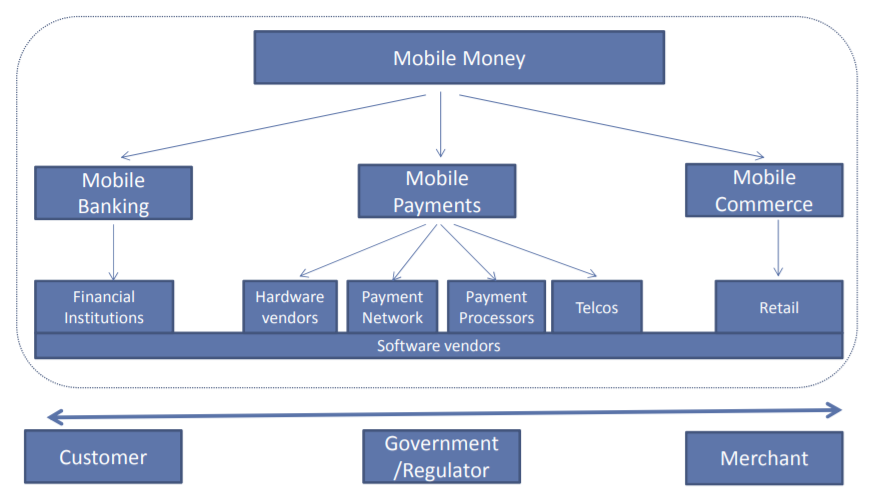 Mobile Money
Mobile
Banking
Mobile
Payments
Mobile
Commerce
Financial
Institutions
Hardware
vendors
Payment
Network
Payment
Processors
Telcos
Retail
Software vendors
Customer
Government
/Regulator
Merchant